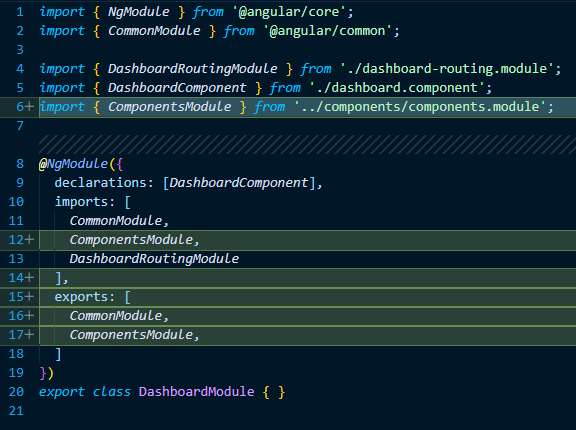 1 import { NgModule } from '@angular/core';
2 import { CommonModule } from '@angular/common';
3
4 import { DashboardRoutingModule } from './dashboard-routing.module';
5 import { DashboardComponent } from './dashboard.component';
6+ import { ComponentsModule } from '../components/components.module';
7
8 @NgModule({
9   declarations: [DashboardComponent],
10   imports: [
11     CommonModule,
12+     ComponentsModule,
13     DashboardRoutingModule
14+   ],
15+   exports: [
16+     CommonModule,
17+     ComponentsModule,
18   ]
19 })
20 export class DashboardModule { }
21